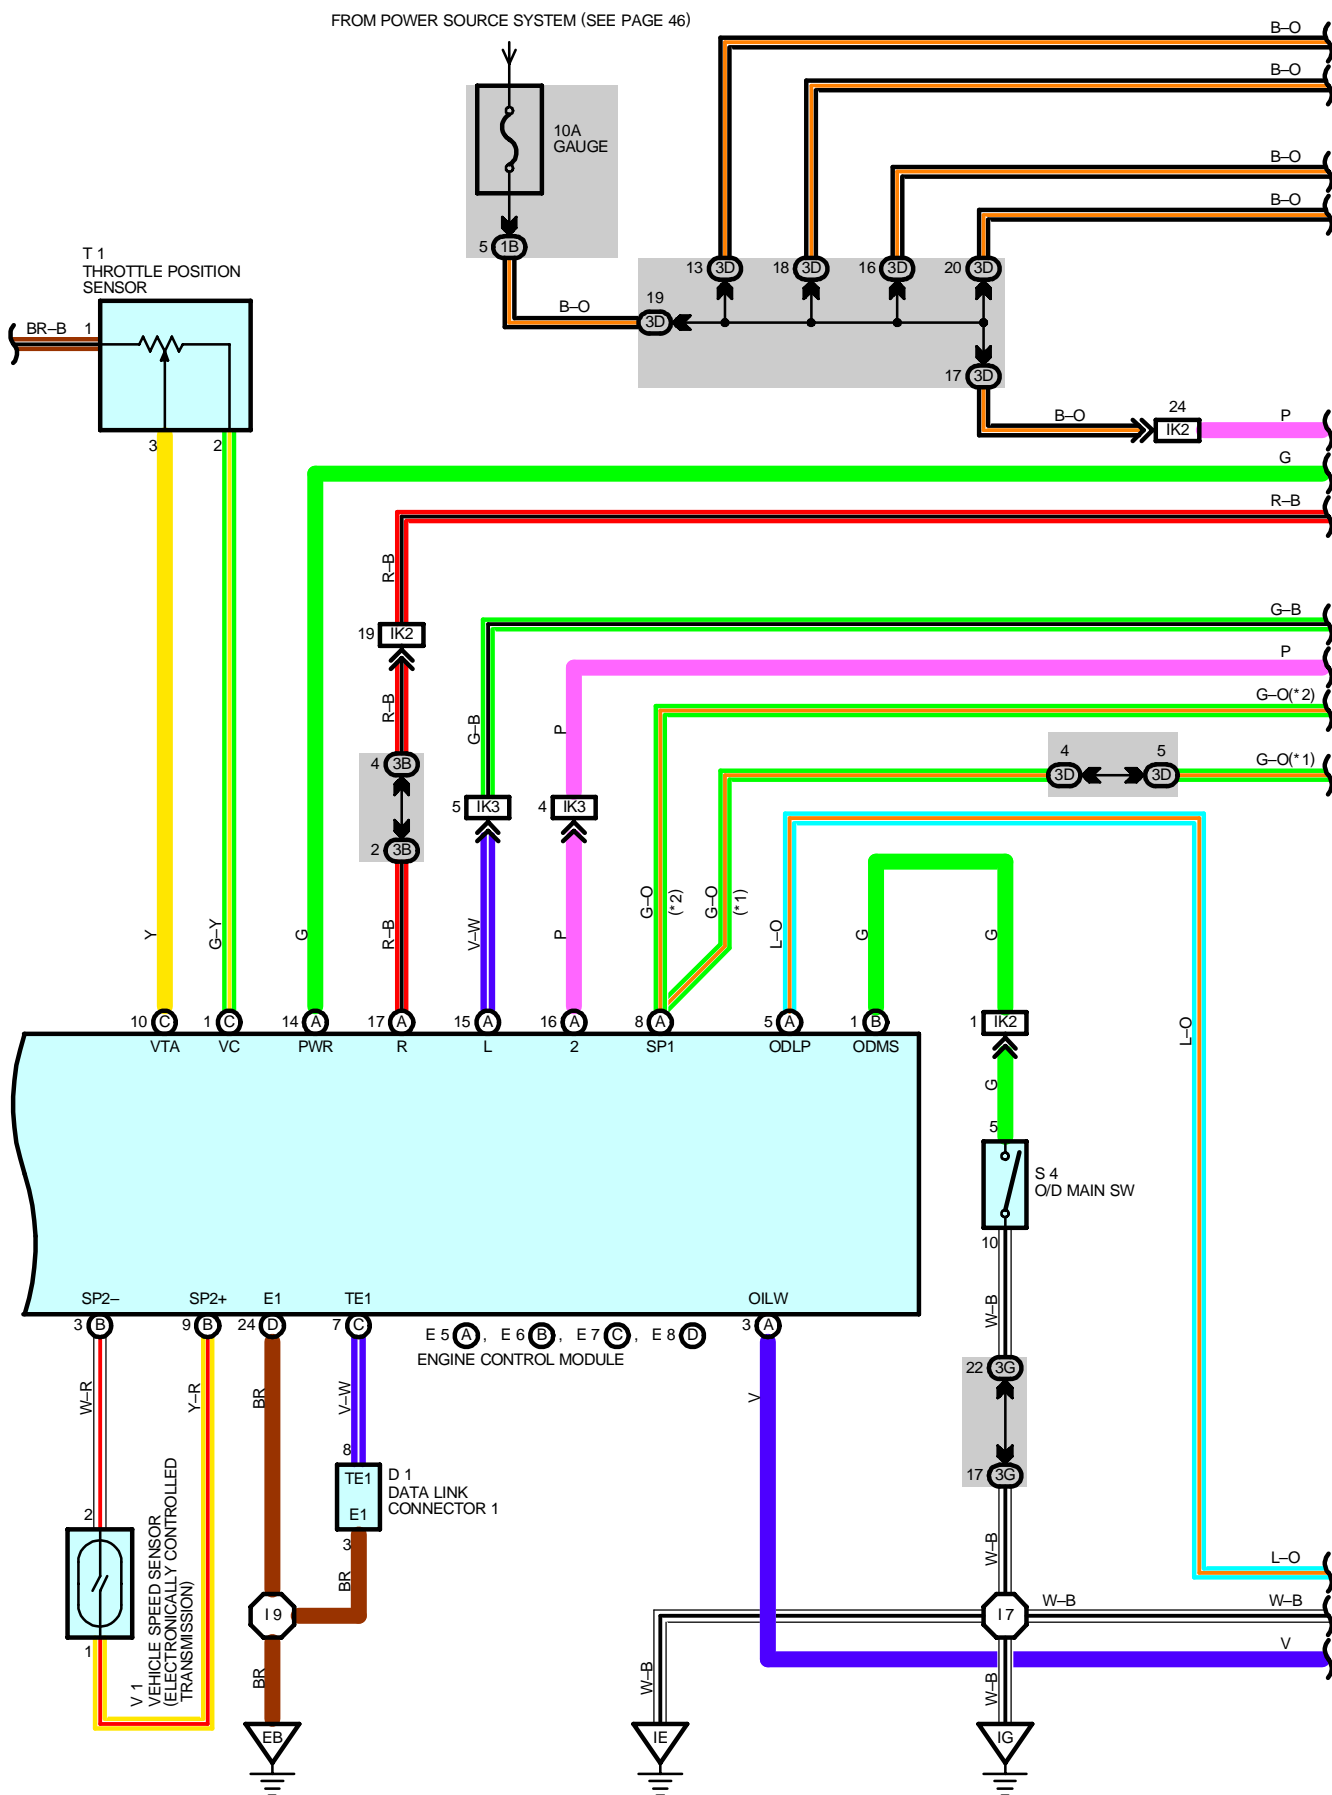 FROM POWER SOURCE SYSTEM (SEE PAGE 46)
B–O
B–O
10A
GAUGE
B–O
B–O
5 1B
T 1
THROTTLE POSITION
SENSOR
13 3D
18 3D
16 3D
20 3D
B–O
19
3D
BR–B 1
17 3D
B–O
24
IK2
P
3
2
G
R–B
R–B
19 IK2
G–B
P
R–B
G–B
P
G–O(*2)
4 3B
4
3D
5
3D
G–O(*1)
5 IK3
4 IK3
2 3B
Y
G–Y
G
R–B
V–W
P
G–O
(*2)
G–O
(*1)
L–O
G
G
10 C
1 C
14 A
17 A
15 A
16 A
8 A
5 A
1 B
1 IK2
L–O
VTA
VC
PWR
R
L
2
SP1
ODLP
ODMS
G
5
S 4
O/D MAIN SW
10
SP2–
SP2+
E1
TE1
OILW
3 B
9 B
24 D
7 C
3 A
E 5 A , E 6 B , E 7 C , E 8 D
ENGINE CONTROL MODULE
W–B
W–R
Y–R
BR
V–W
V
22 3G
8
TE1
E1
D 1
DATA LINK
CONNECTOR 1
17 3G
2
3
V 1
VEHICLE SPEED SENSOR
(ELECTRONICALLY CONTROLLED
TRANSMISSION)
BR
W–B
L–O
I 9
I 7
W–B
W–B
1
V
BR
W–B
W–B
EB
IE
IG